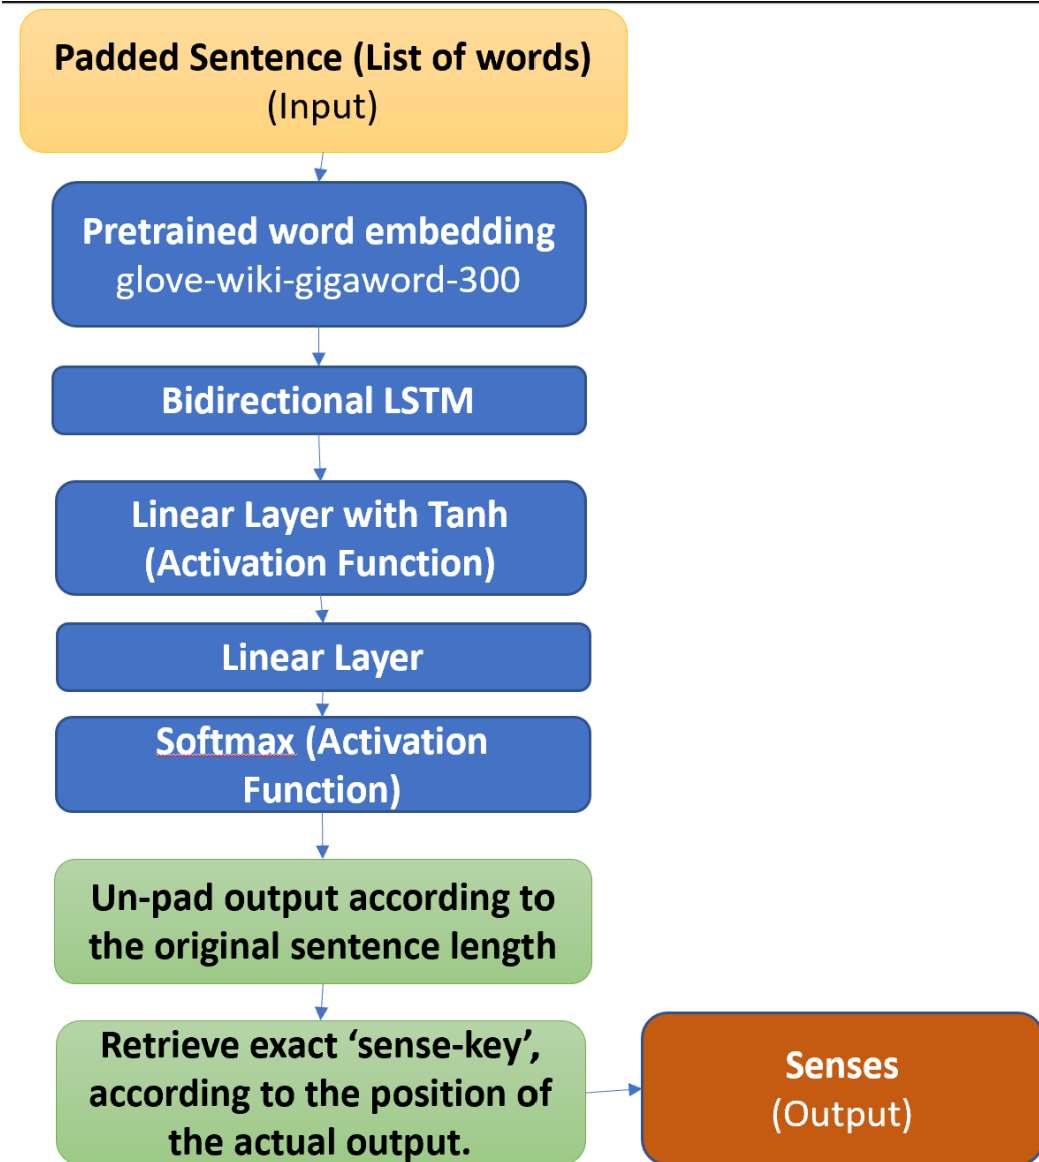 Padded Sentence (List of words)
(Input)
Pretrained word embedding
glove-wiki-gigaword-300
Bidirectional LSTM
Linear Layer with Tanh
(Activation Function)
Linear Layer
Softmax (Activation
Function)
Un-pad output according to
the original sentence length
Retrieve exact ‘sense-key’,
according to the position of
the actual output.
Senses
(Output)